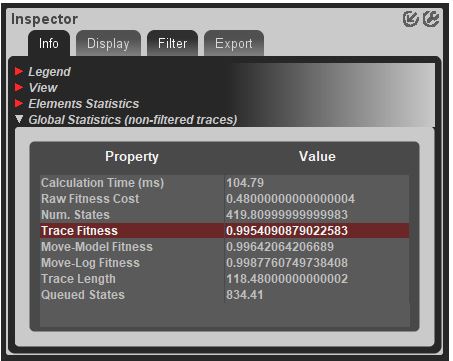 Inspector
Info Display Filter Export
Legend
View
Elements Statistics
Global Statistics (non-filtered traces)
Property Value
Calculation Time (ms) 104.79
Raw Fitness Cost 0.48000000000000004
Num. States 419.80999999999983
Trace Fitness 0.9954090879022583
Move-Model Fitness 0.99642064206689
Move-Log Fitness 0.9987760749738408
Trace Length 118.48000000000002
Queued States 834.41